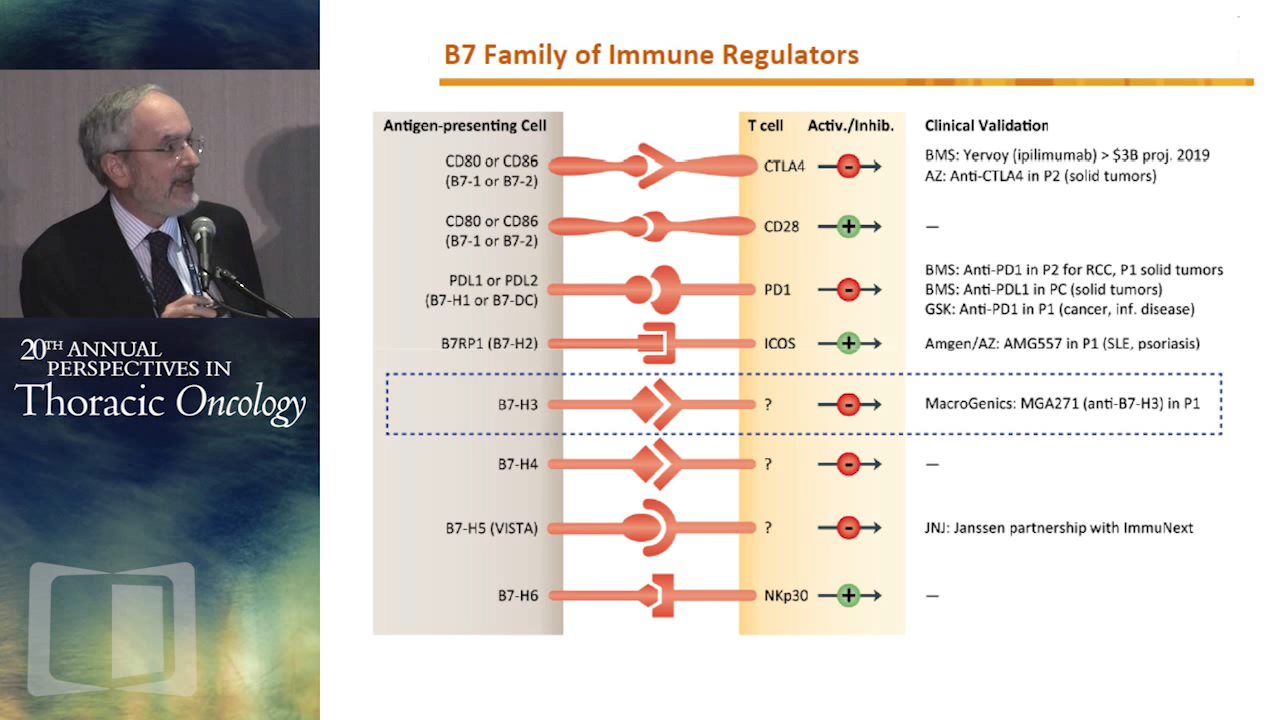 B7 Family of Immune Regulators
Antigen-presenting Cell
T cell
Activ./Inhib.
Clinical Validation
CD80 or CD86
(B7-1 or B7-2)
CTLA4
-
BMS: Yervoy (ipilimumab) > $3B proj. 2019
AZ: Anti-CTLA4 in P2 (solid tumors)
CD80 or CD86
(B7-1 or B7-2)
CD28
+
—
PDL1 or PDL2
(B7-H1 or B7-DC)
PD1
-
BMS: Anti-PD1 in P2 for RCC, P1 solid tumors
BMS: Anti-PDL1 in PC (solid tumors)
GSK: Anti-PD1 in P1 (cancer, inf. disease)
B7RP1 (B7-H2)
ICOS
+
Amgen/AZ: AMG557 in P1 (SLE, psoriasis)
B7-H3
?
-
MacroGenics: MGA271 (anti-B7-H3) in P1
B7-H4
?
-
—
B7-H5 (VISTA)
?
-
JNJ: Janssen partnership with ImmuNext
B7-H6
NKp30
+
—
20TH ANNUAL
PERSPECTIVES IN
Thoracic Oncology